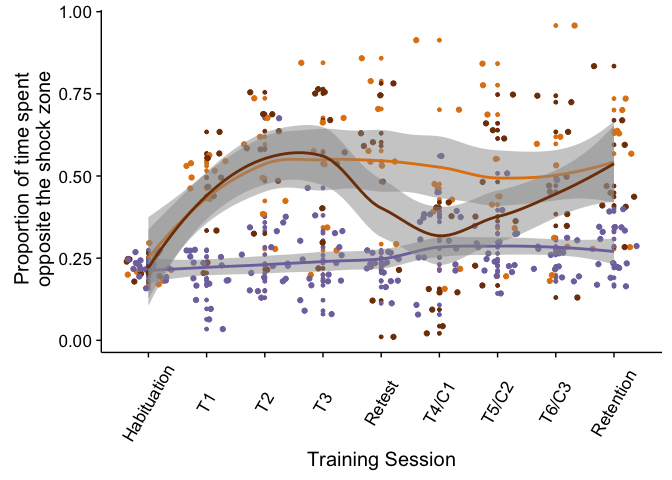 Proportion of time spent
opposite the shock zone
1.00
0.75
0.50
0.25
0.00
Habituation
T1
T2
T3
Retest
T4/C1
T5/C2
T6/C3
Retention
Training Session